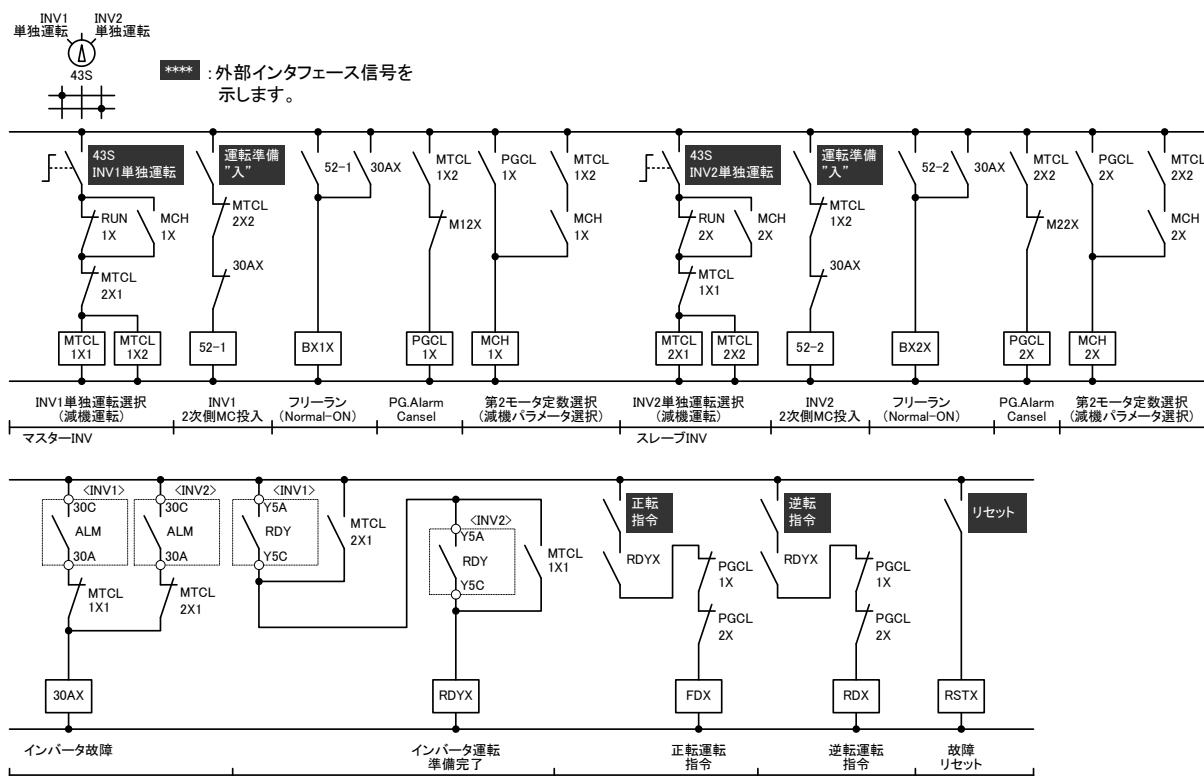 INV1
単独運転
INV2
単独運転
43S
**** :外部インタフェース信号を
示します。
43S
INV1単独運転
RUN
1X
MCH
1X
MTCL
2X1
MTCL
1X1
MTCL
1X2
運転準備
”入”
MTCL
2X2
30AX
52-1
52-1
30AX
BX1X
MTCL
1X2
M12X
PGCL
1X
PGCL
1X
MTCL
1X2
MCH
1X
MCH
1X
43S
INV2単独運転
RUN
2X
MCH
2X
MTCL
1X1
MTCL
2X1
MTCL
2X2
運転準備
”入”
MTCL
1X2
30AX
52-2
52-2
30AX
BX2X
MTCL
2X2
M22X
PGCL
2X
PGCL
2X
MTCL
2X2
MCH
2X
MCH
2X
INV1単独運転選択
(減機運転)
INV1
2次側MC投入
フリーラン
(Normal-ON)
PG.Alarm
Cansel
第2モータ定数選択
(減機パラメータ選択)
INV2単独運転選択
(減機運転)
INV2
2次側MC投入
フリーラン
(Normal-ON)
PG.Alarm
Cansel
第2モータ定数選択
(減機パラメータ選択)
マスターINV
スレーブINV
<INV1>
30C
ALM
30A
MTCL
1X1
<INV2>
30C
ALM
30A
MTCL
2X1
30AX
<INV1>
Y5A
RDY
Y5C
MTCL
2X1
<INV2>
Y5A
RDY
Y5C
MTCL
1X1
RDYX
正転
指令
RDYX
PGCL
1X
PGCL
2X
FDX
逆転
指令
RDYX
PGCL
1X
PGCL
2X
RDX
リセット
RSTX
インバータ故障
インバータ運転
準備完了
正転運転
指令
逆転運転
指令
故障
リセット